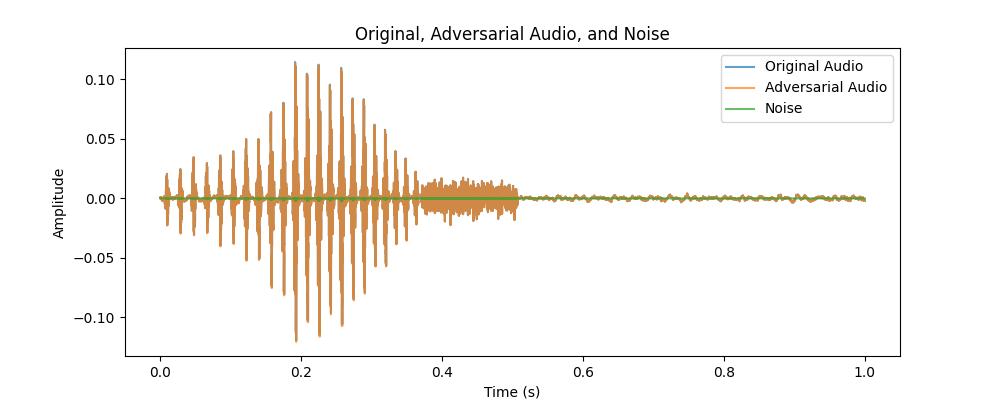 Original, Adversarial Audio, and Noise
Original Audio
Adversarial Audio
Noise
0.10
0.05
0.00
−0.05
−0.10
Amplitude
0.0 0.2 0.4 0.6 0.8 1.0
Time (s)